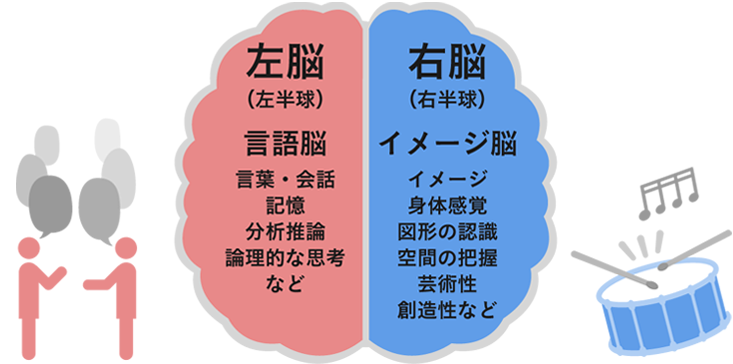 左脳
（左半球）
言語脳
言葉・会話
記憶
分析推論
論理的な思考
など
右脳
（右半球）
イメージ脳
イメージ
身体感覚
図形の認識
空間の把握
芸術性
創造性など